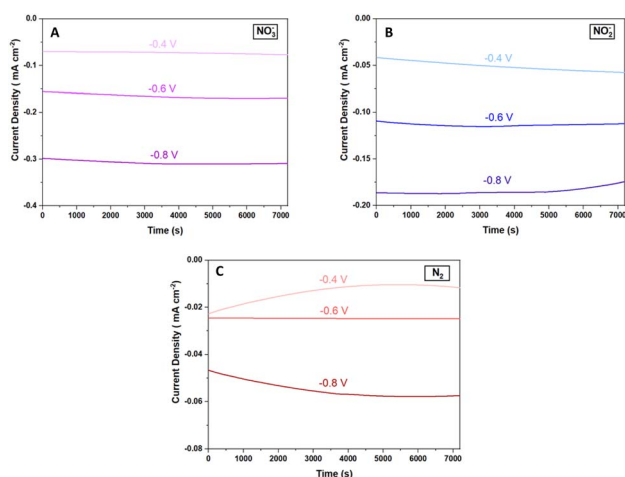 A
NO₃⁻
-0.4 V
-0.6 V
-0.8 V
0.0
-0.1
-0.2
-0.3
-0.4
Current Density ( mA cm⁻²)
0 1000 2000 3000 4000 5000 6000 7000
Time (s)
B
NO₂⁻
-0.4 V
-0.6 V
-0.8 V
0.00
-0.05
-0.10
-0.15
-0.20
Current Density ( mA cm⁻²)
0 1000 2000 3000 4000 5000 6000 7000
Time (s)
C
N₂
-0.4 V
-0.6 V
-0.8 V
0.00
-0.02
-0.04
-0.06
-0.08
Current Density ( mA cm⁻²)
0 1000 2000 3000 4000 5000 6000 7000
Time (s)